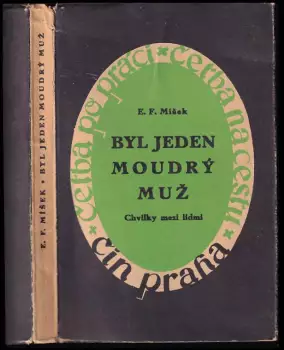 E. F. MÍŠEK • BYL JEDEN MOUDRÝ MUŽ
* četba po práci * četba na cestu *
E. F. Míšek
BYL JEDEN
MOUDRÝ
MUŽ
Chvilky mezi lidmi
čin praha